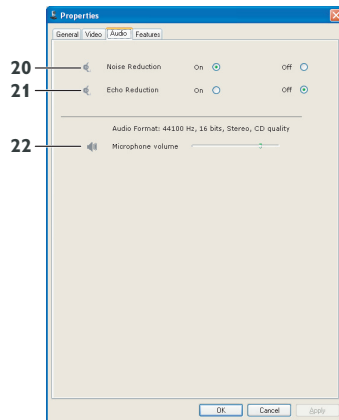 Properties
General Video Audio Features
20 Noise Reduction On Off
21 Echo Reduction On Off
Audio Format: 44100 Hz, 16 bits, Stereo, CD quality
22 Microphone volume
OK Cancel Apply